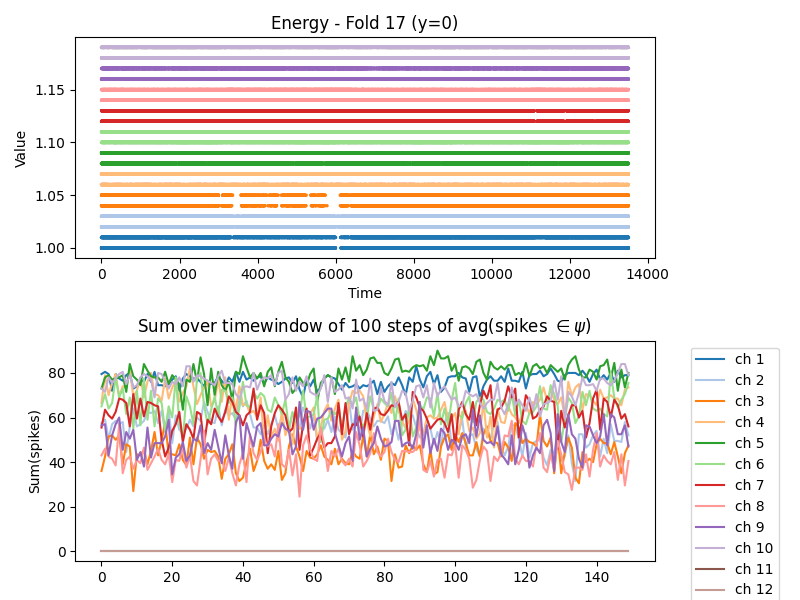 Energy - Fold 17 (y=0)
Value
1.15
1.10
1.05
1.00
0 2000 4000 6000 8000 10000 12000 14000
Time
Sum over timewindow of 100 steps of avg(spikes ∈ ψ)
Sum(spikes)
80
60
40
20
0
0 20 40 60 80 100 120 140
ch 1
ch 2
ch 3
ch 4
ch 5
ch 6
ch 7
ch 8
ch 9
ch 10
ch 11
ch 12